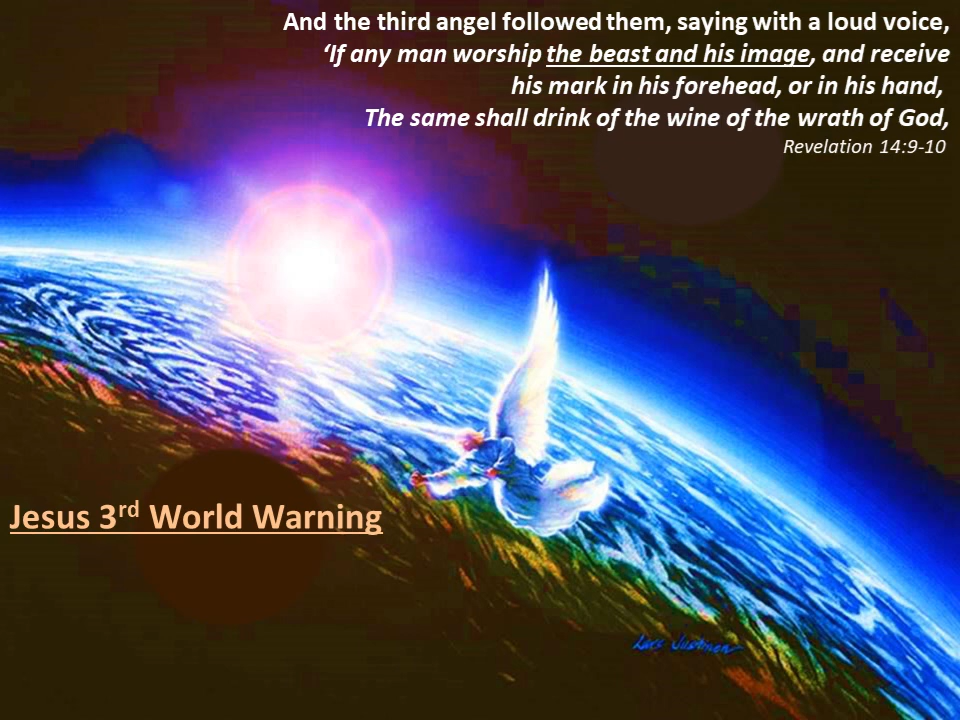 And the third angel followed them, saying with a loud voice,
‘If any man worship the beast and his image, and receive
his mark in his forehead, or in his hand,
The same shall drink of the wine of the wrath of God,
Revelation 14:9-10
Jesus 3rd World Warning